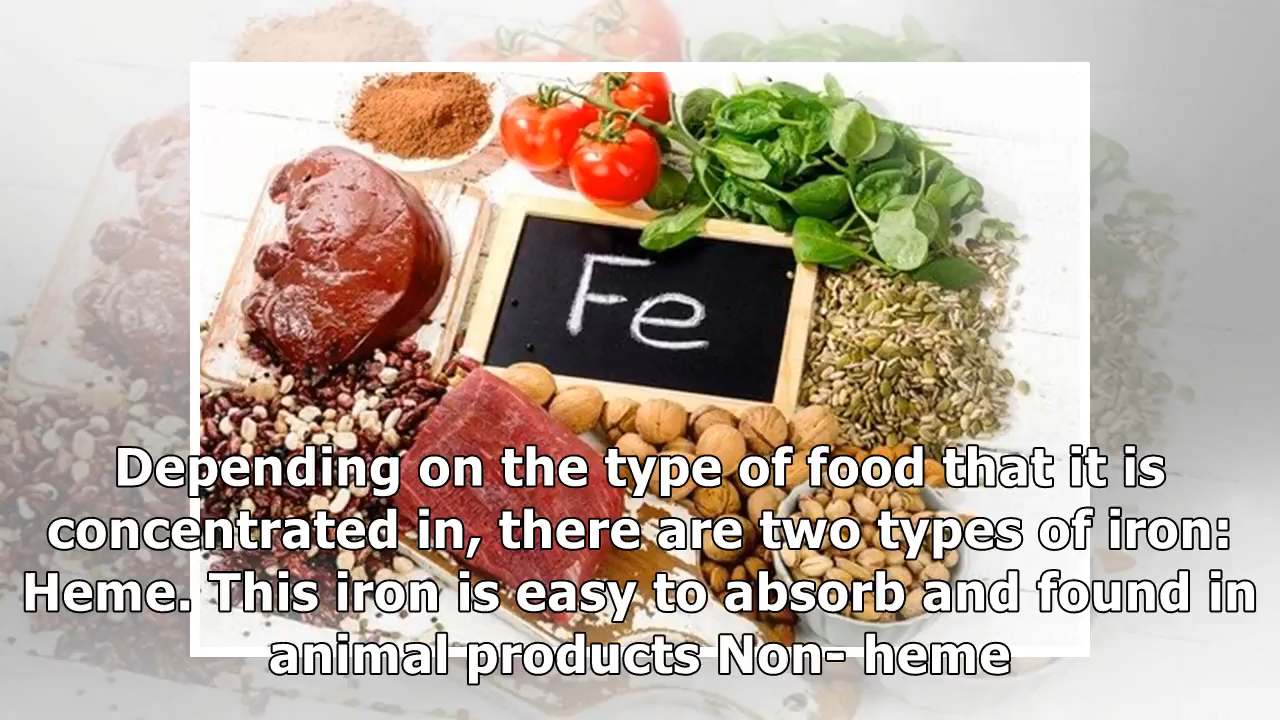 Fe
Depending on the type of food that it is
concentrated in, there are two types of iron:
Heme. This iron is easy to absorb and found in
animal products Non- heme